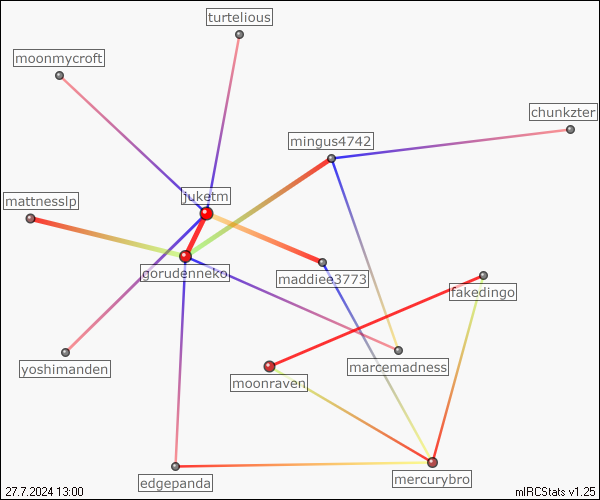 turtelious
moonmycroft
chunkzter
mingus4742
juketm
mattnesslp
gorudenneko
maddiee3773
fakedingo
yoshimanden
marcemadness
moonraven
mercurybro
edgepanda
27.7.2024 13:00
mIRCStats v1.25